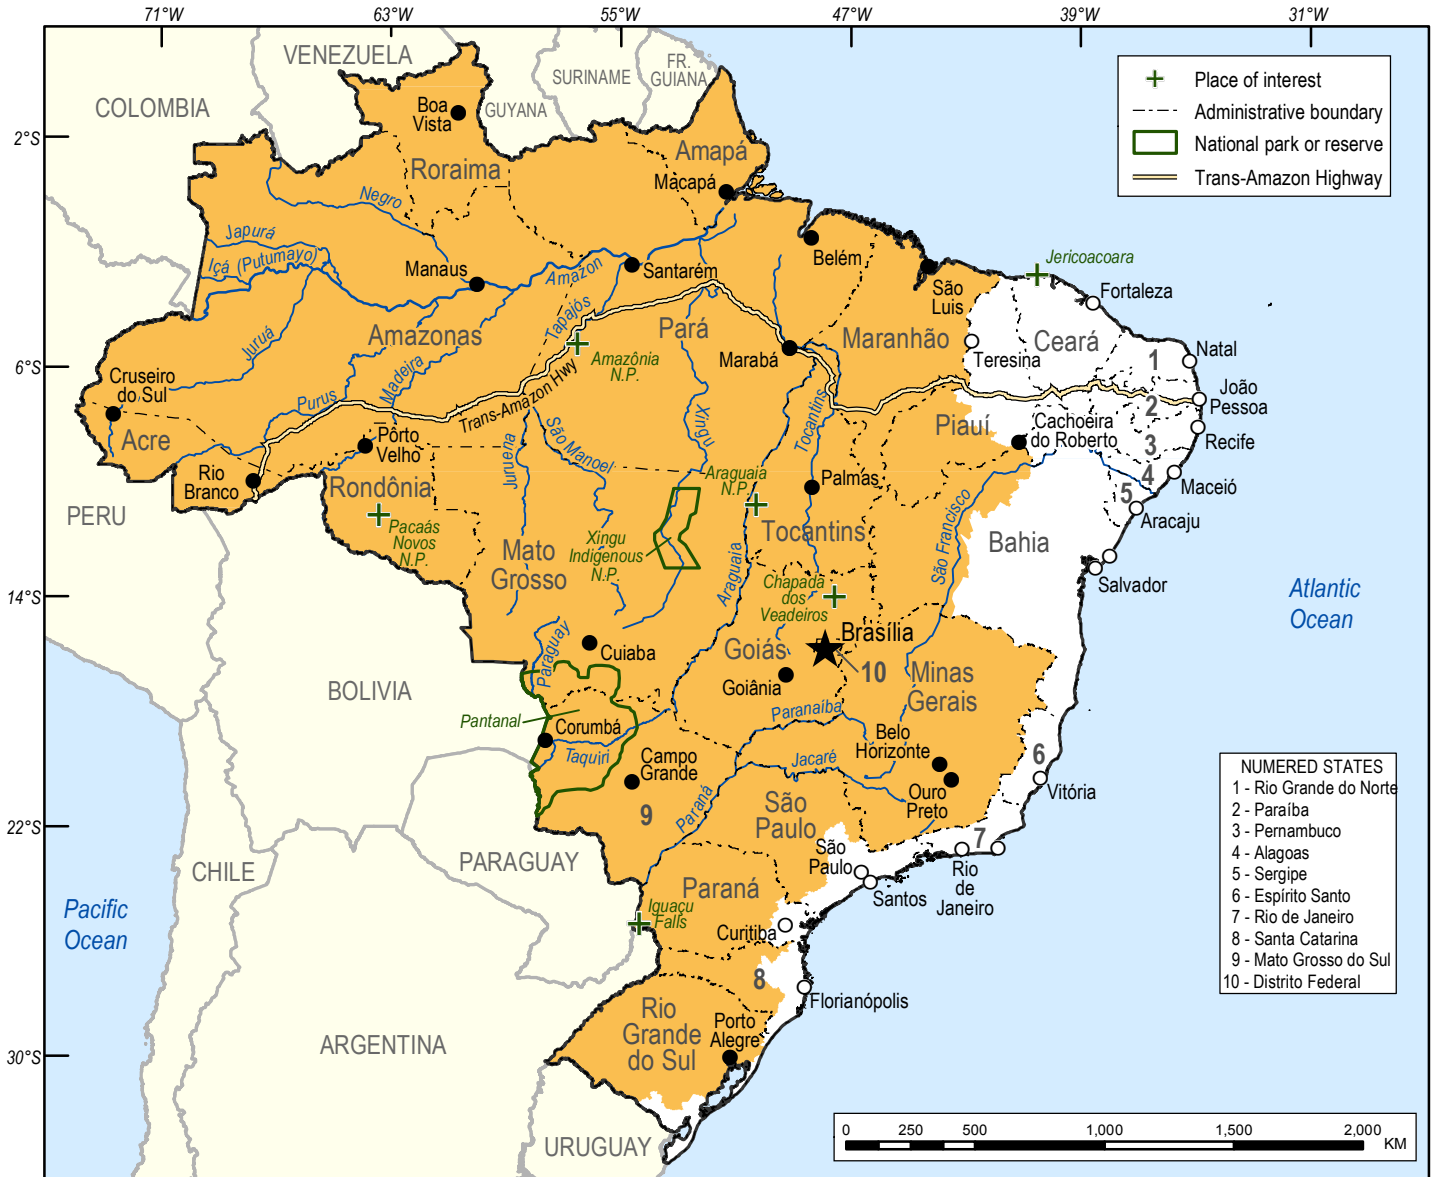 71°W
63°W
55°W
47°W
39°W
31°W
2°S
6°S
14°S
22°S
30°S
VENEZUELA
COLOMBIA
GUYANA
SURINAME
FR.
GUIANA
PERU
BOLIVIA
CHILE
PARAGUAY
ARGENTINA
URUGUAY
Pacific
Ocean
Atlantic
Ocean
Place of interest
Administrative boundary
National park or reserve
Trans-Amazon Highway
Boa
Vista
Roraima
Amapá
Macapá
Negro
Japurá
Içá (Putumayo)
Manaus
Amazon
Santarém
Belém
São
Luis
Jericoacoara
Fortaleza
Amazonas
Juruá
Tapajós
Pará
Maranhão
Teresina
Ceará
1
Natal
Amazônia
N.P.
Marabá
Cruseiro
do Sul
Madeira
Purus
Trans-Amazon Hwy
Xingu
Tocantins
João
Pessoa
2
Piauí
Cachoeira
do Roberto
Recife
3
Acre
Pôrto
Velho
São Manoel
Juruena
Rio
Branco
Rondônia
Araguaia
N.P.
Palmas
São Francisco
4
Maceió
5
Aracaju
Pacaás
Novos
N.P.
Mato
Grosso
Xingu
Indigenous
N.P.
Tocantins
Bahia
Araguaia
Chapada
dos
Veadeiros
Salvador
Brasília
Paraguay
Cuiaba
Goiás
10
Goiânia
Minas
Gerais
Pantanal
Corumbá
Paranaíba
Taquiri
Campo
Grande
Jacaré
Belo
Horizonte
6
Vitória
Ouro
Preto
9
Paraná
São
Paulo
São
Paulo
7
Santos
Rio
de
Janeiro
Paraná
Iguaçu
Falls
Curitiba
8
Florianópolis
Rio
Grande
do Sul
Porto
Alegre
NUMERED STATES
1 - Rio Grande do Norte
2 - Paraíba
3 - Pernambuco
4 - Alagoas
5 - Sergipe
6 - Espírito Santo
7 - Rio de Janeiro
8 - Santa Catarina
9 - Mato Grosso do Sul
10 - Distrito Federal
0 250 500 1,000 1,500 2,000
KM